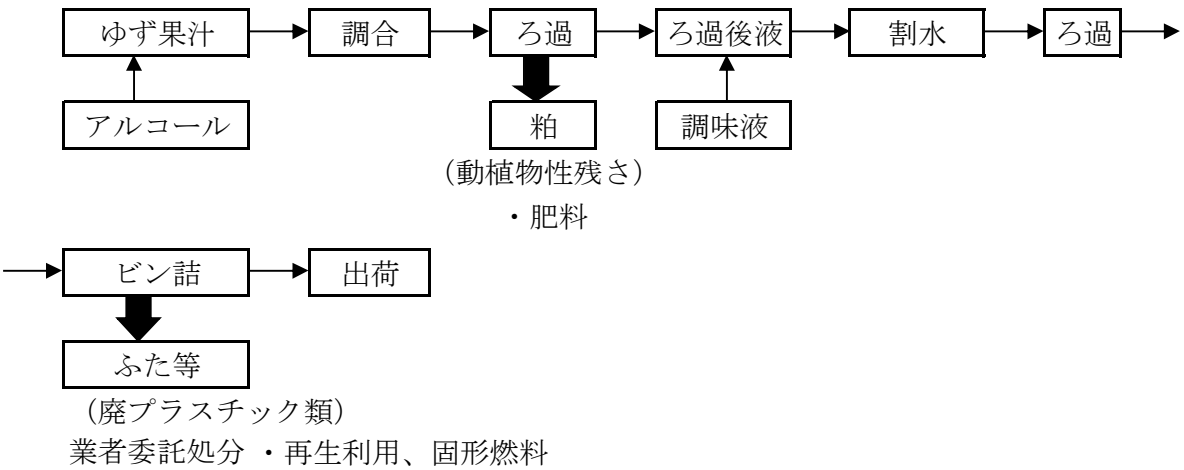 ゆず果汁 調合 ろ過 ろ過後液 割水 ろ過
アルコール 粕 調味液
(動植物性残さ)
・肥料
ビン詰 出荷
ふた等
(廃プラスチック類)
業者委託処分 ・再生利用、固形燃料